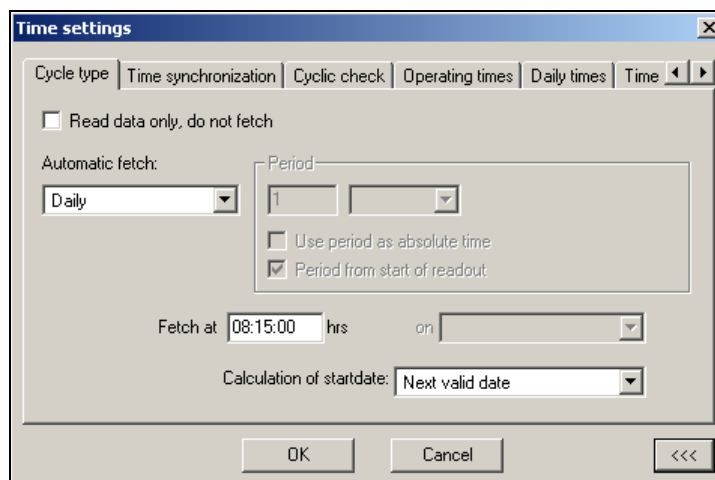 Time settings
Cycle type Time synchronization Cyclic check Operating times Daily times Time
Read data only, do not fetch
Automatic fetch: Period
Daily 1
Use period as absolute time
Period from start of readout
Fetch at 08:15:00 hrs on
Calculation of startdate: Next valid date
OK Cancel <<<